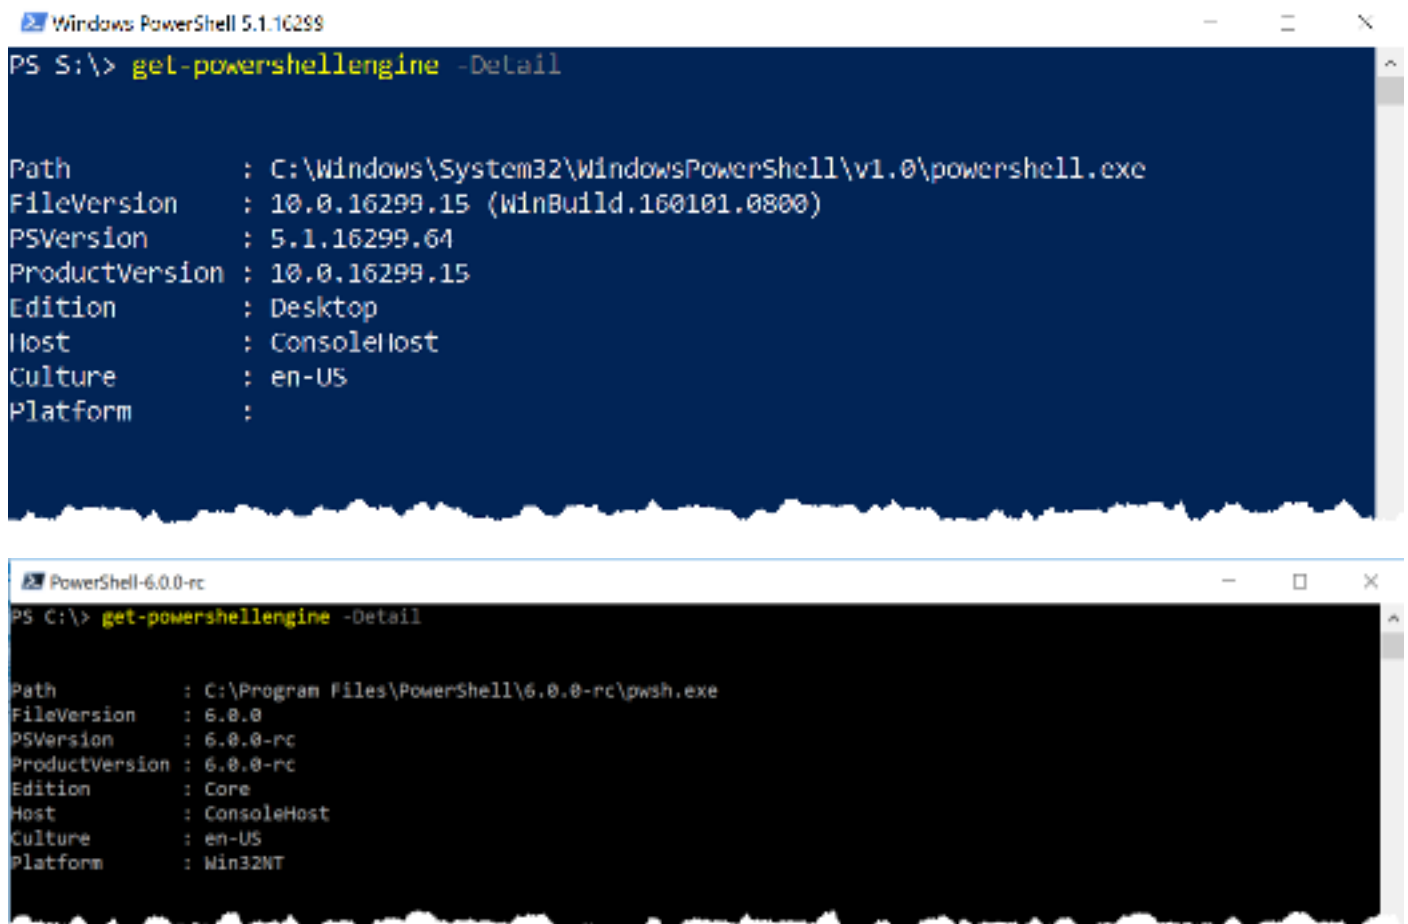 Windows PowerShell 5.1.16299
PS S:\> get-powershellengine -Detail
Path : C:\Windows\System32\WindowsPowerShell\v1.0\powershell.exe
FileVersion : 10.0.16299.15 (WinBuild.160101.0800)
PSVersion : 5.1.16299.64
ProductVersion : 10.0.16299.15
Edition : Desktop
Host : ConsoleHost
Culture : en-US
Platform :
PowerShell-6.0.0-rc
PS C:\> get-powershellengine -Detail
Path : C:\Program Files\PowerShell\6.0.0-rc\pwsh.exe
FileVersion : 6.0.0
PSVersion : 6.0.0-rc
ProductVersion : 6.0.0-rc
Edition : Core
Host : ConsoleHost
Culture : en-US
Platform : Win32NT